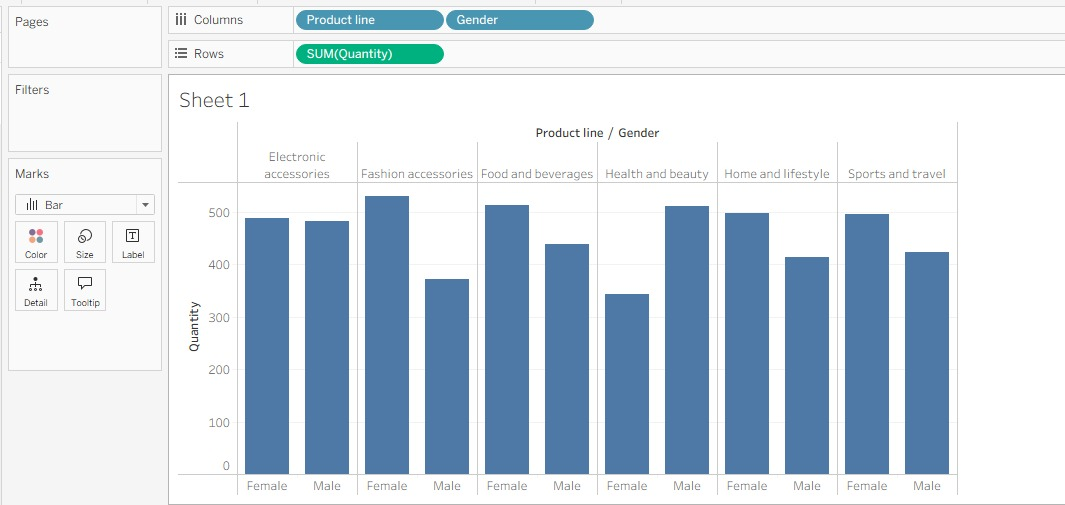 Pages
Columns
Product line
Gender
Rows
SUM(Quantity)
Filters
Marks
Bar
Color
Size
Label
Detail
Tooltip
Sheet 1
Product line / Gender
Electronic
accessories
Fashion accessories
Food and beverages
Health and beauty
Home and lifestyle
Sports and travel
Quantity
500
400
300
200
100
0
Female Male Female Male Female Male Female Male Female Male Female Male